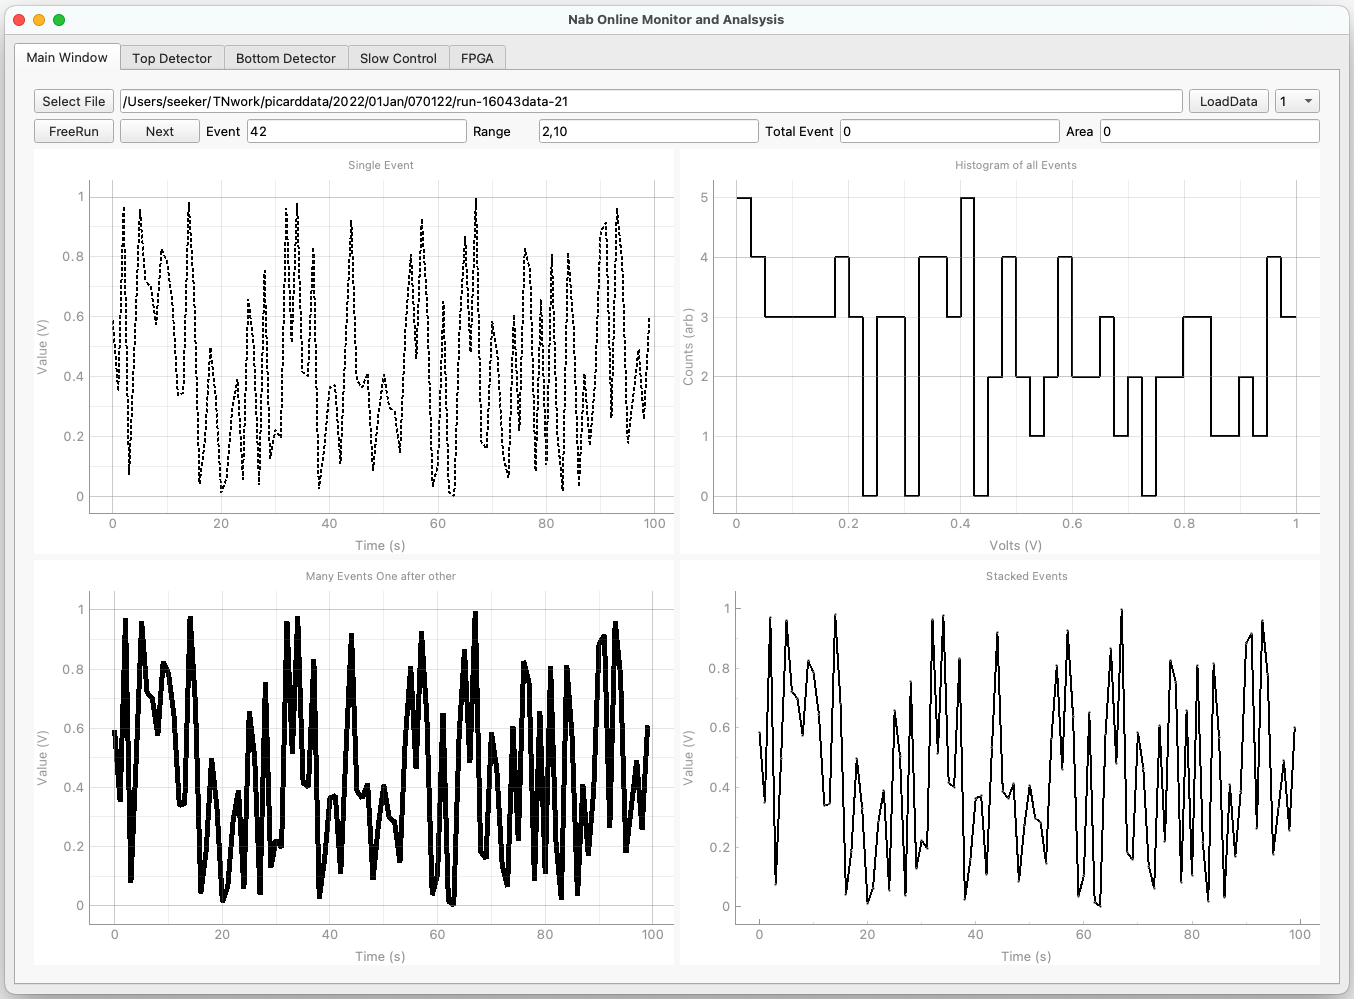 Nab Online Monitor and Analsysis
Main Window Top Detector Bottom Detector Slow Control FPGA
Select File /Users/seeker/TNwork/picarddata/2022/01Jan/070122/run-16043data-21 LoadData 1
FreeRun Next Event 42 Range 2,10 Total Event 0 Area 0
Single Event
Value (V)
1
0.8
0.6
0.4
0.2
0
0 20 40 60 80 100
Time (s)
Histogram of all Events
Counts (arb)
5
4
3
2
1
0
0 0.2 0.4 0.6 0.8 1
Volts (V)
Many Events One after other
Value (V)
1
0.8
0.6
0.4
0.2
0
0 20 40 60 80 100
Time (s)
Stacked Events
Value (V)
1
0.8
0.6
0.4
0.2
0
0 20 40 60 80 100
Time (s)